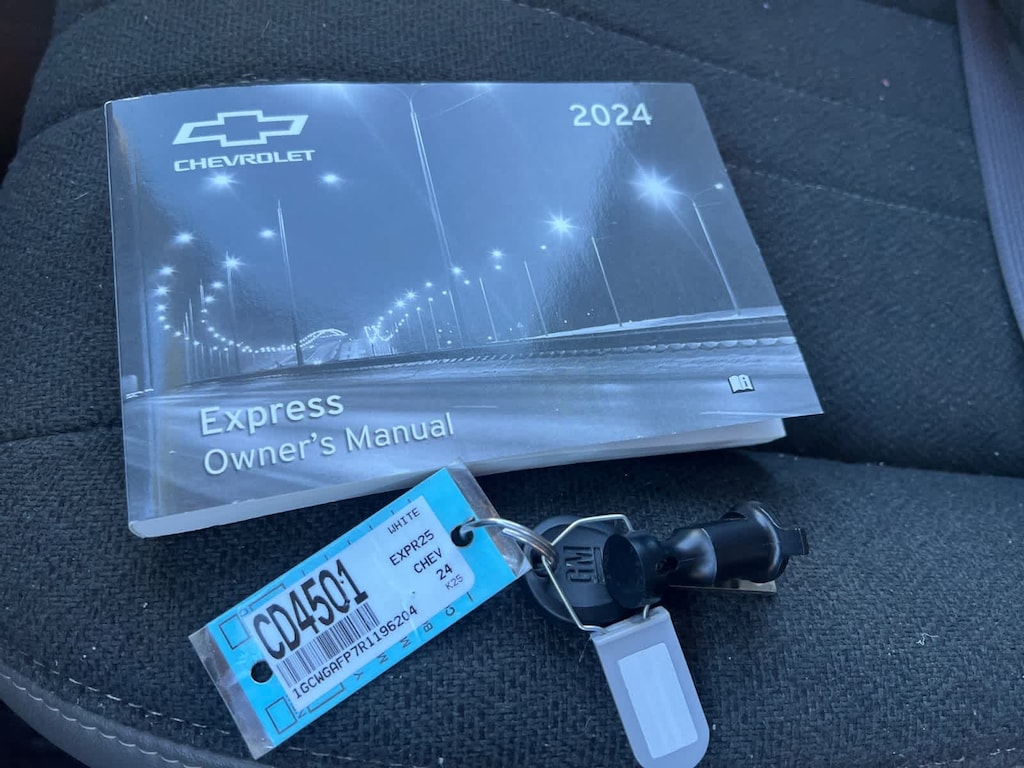 CHEVROLET
2024
Express
Owner's Manual
WHITE
EXPR25
CHEV
24
K25
CD4501
1GCWGAFP7R1196204
GM